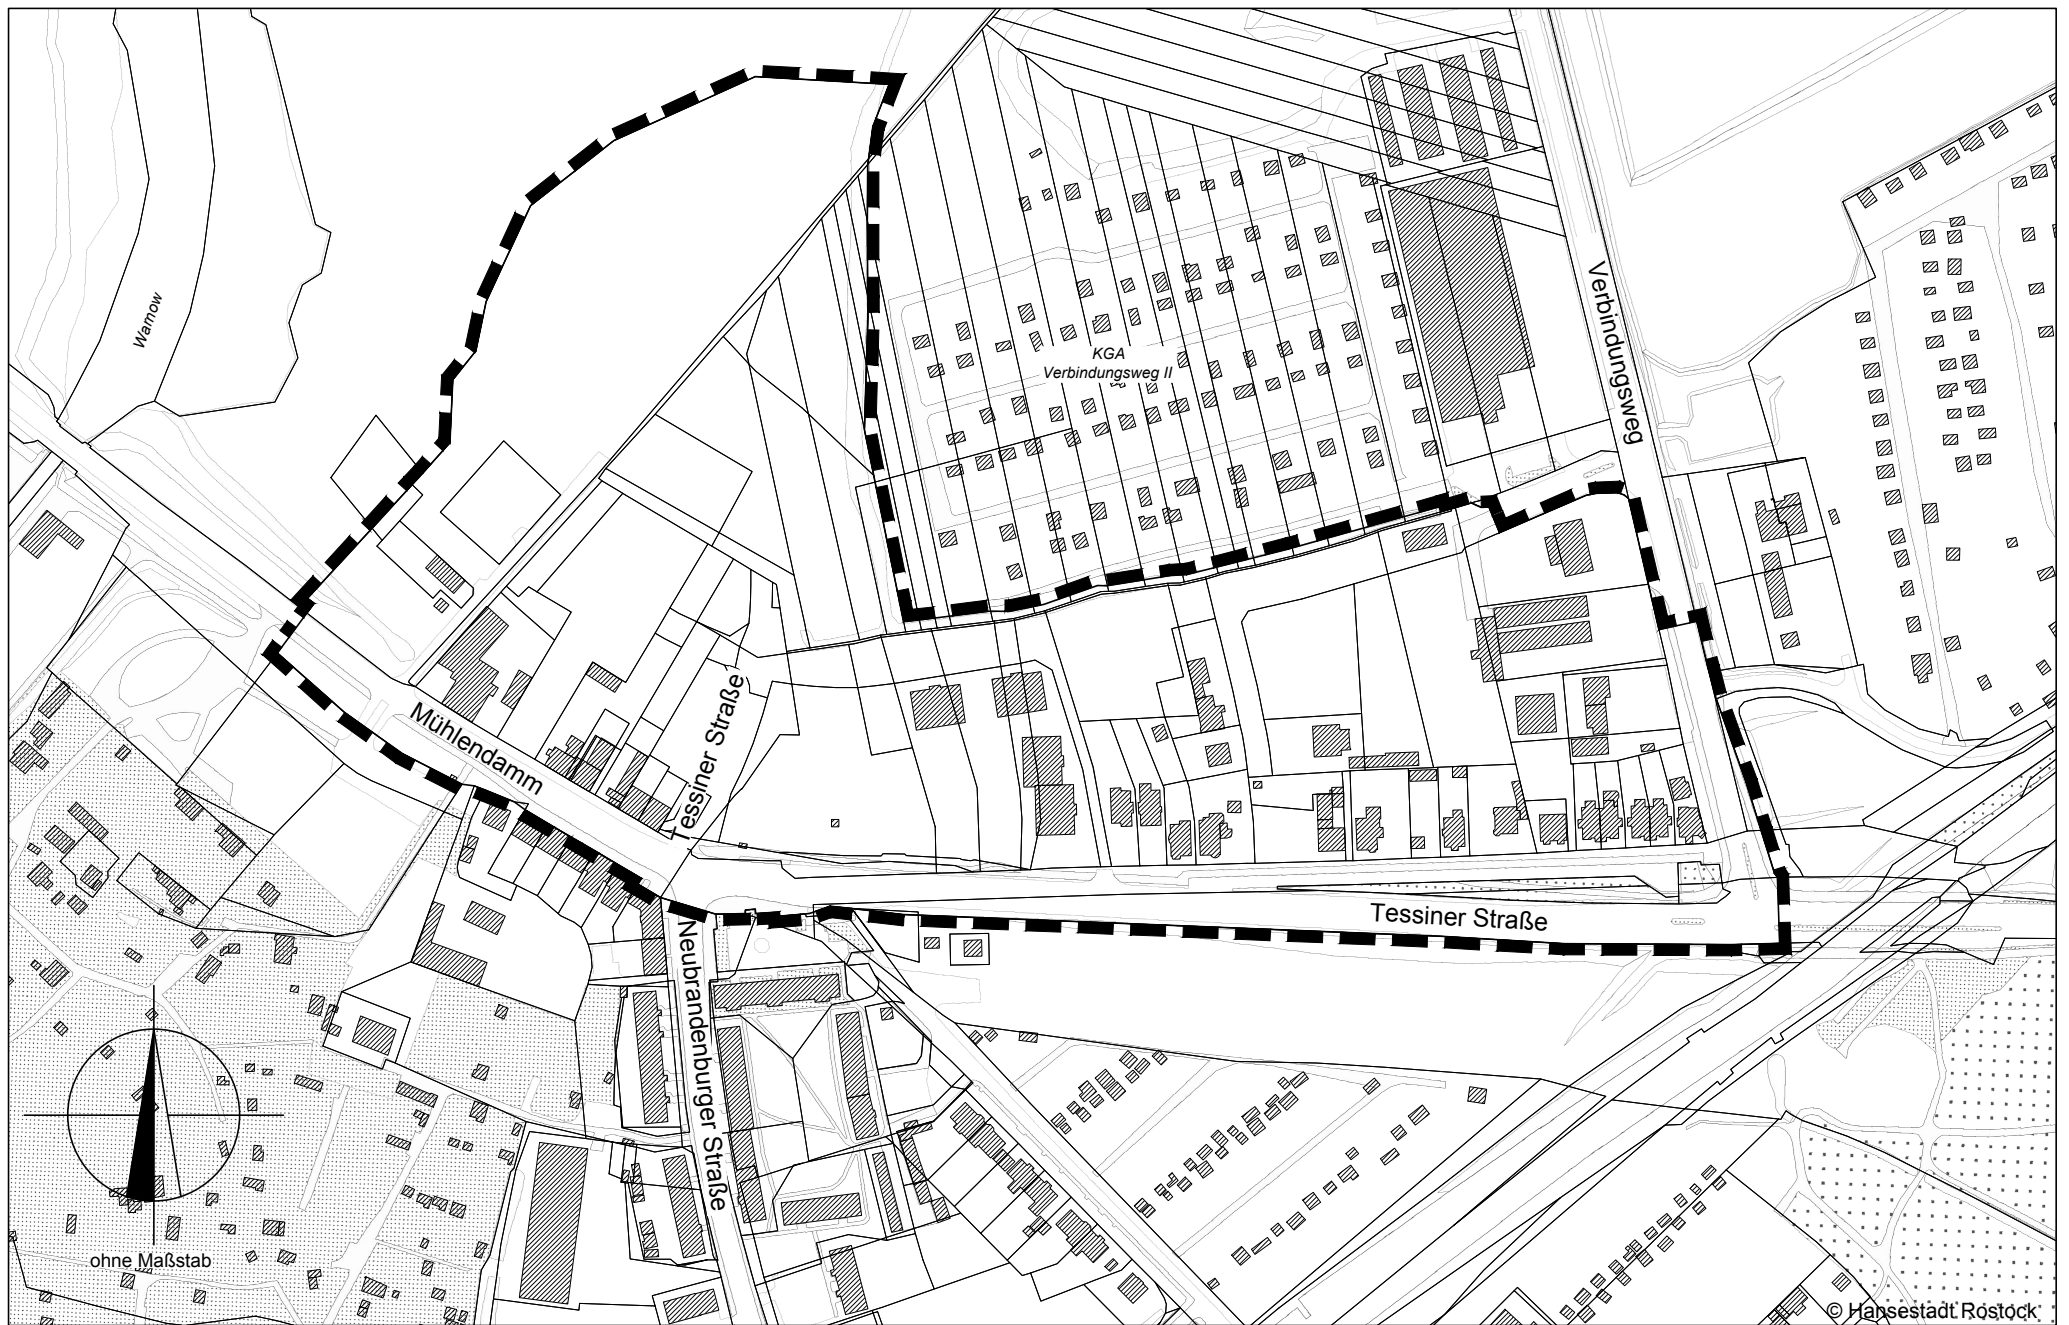 Warnow
Verbindungsweg
KGA
Verbindungsweg II
Tessiner Straße
Mühlendamm
Tessiner Straße
Neubrandenburger Straße
ohne Maßstab
© Hansestadt Rostock